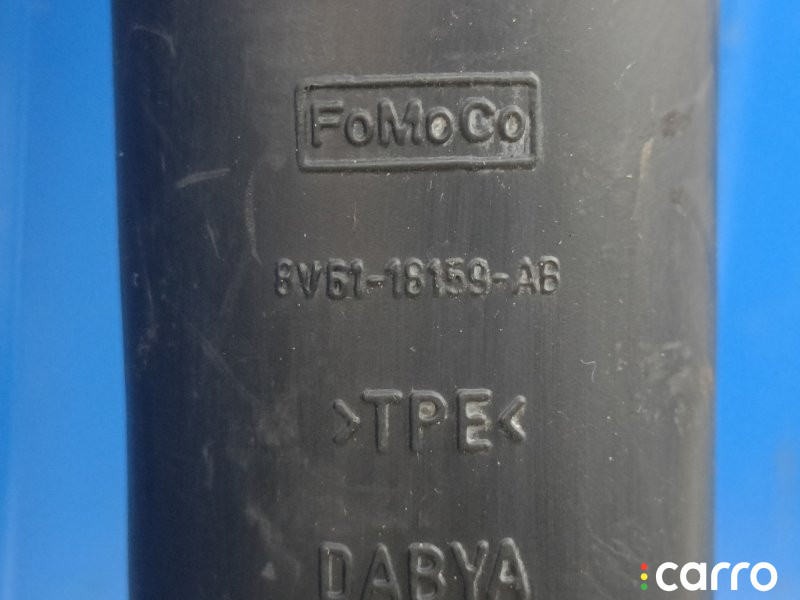 FoMoCo
8V61-18159-AB
>TPE<
DABYA
carro